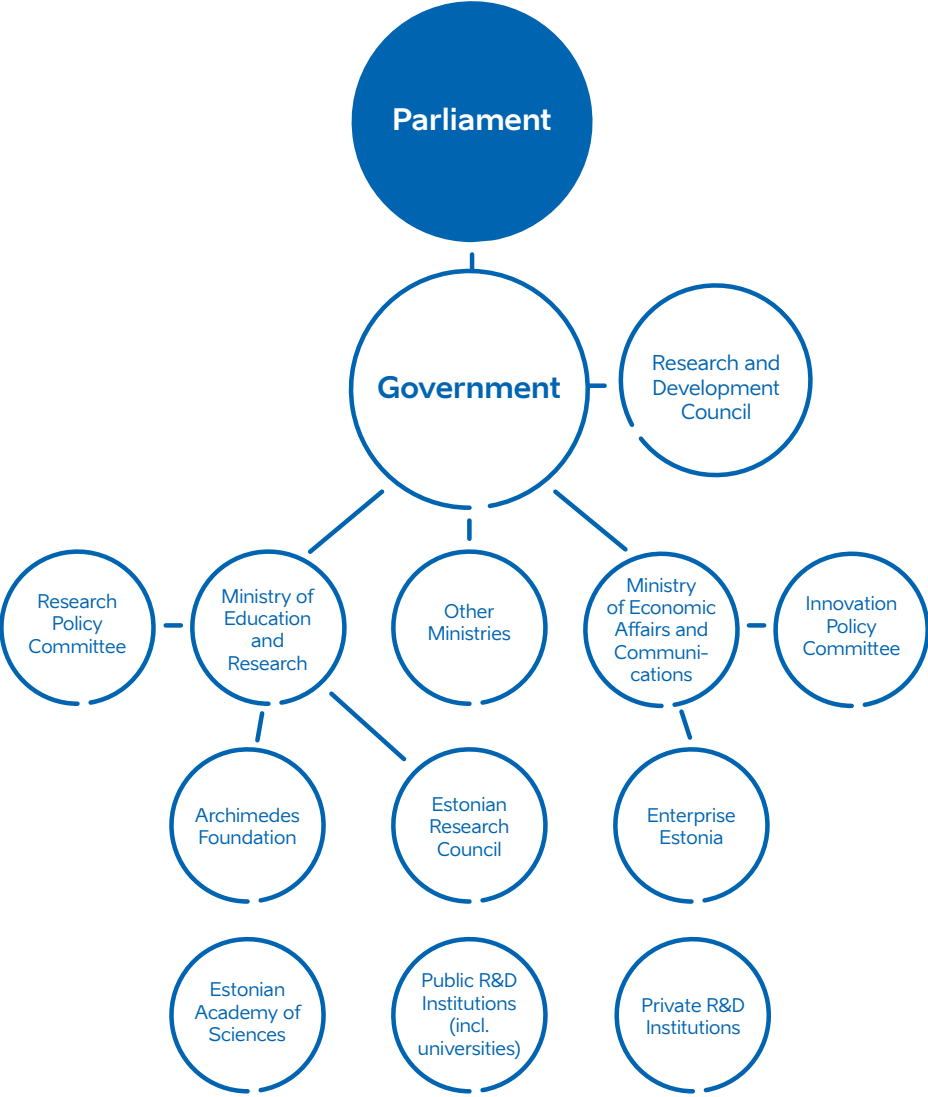 Parliament
Government
Research and
Development
Council
Research
Policy
Committee
Ministry of
Education
and
Research
Other
Ministries
Ministry
of Economic
Affairs and
Communi-
cations
Innovation
Policy
Committee
Archimedes
Foundation
Estonian
Research
Council
Enterprise
Estonia
Estonian
Academy of
Sciences
Public R&D
Institutions
(incl.
universities)
Private R&D
Institutions